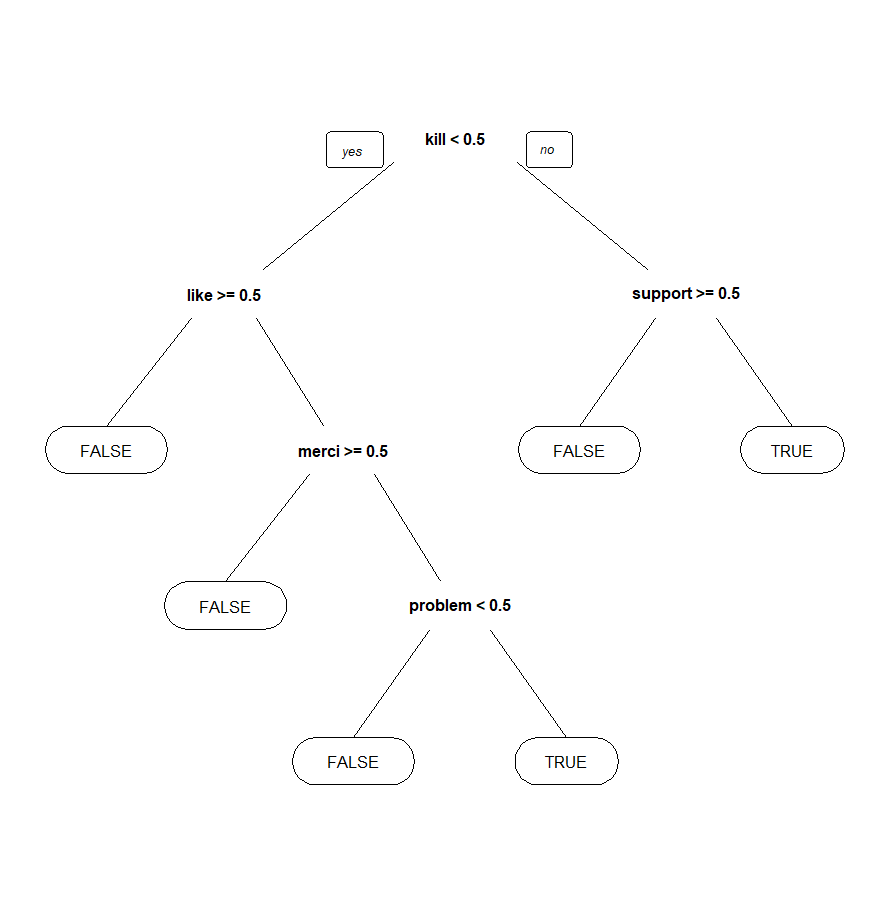 kill < 0.5
yes
no
like >= 0.5
support >= 0.5
FALSE
merci >= 0.5
FALSE
TRUE
FALSE
problem < 0.5
FALSE
TRUE